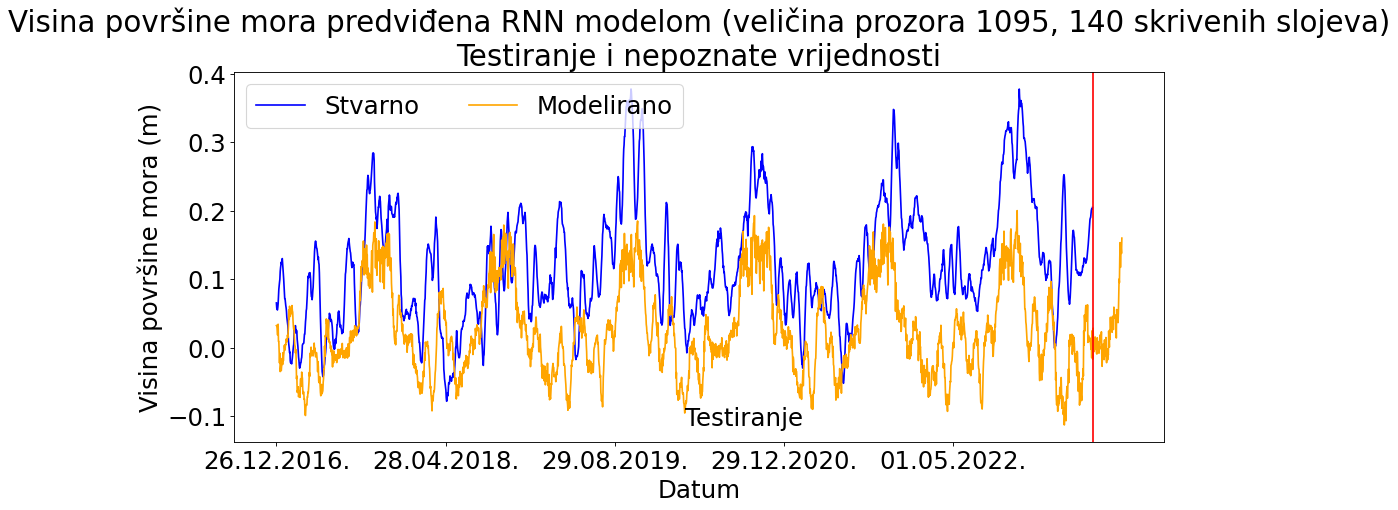 Visina površine mora predviđena RNN modelom (veličina prozora 1095, 140 skrivenih slojeva)
Testiranje i nepoznate vrijednosti
Stvarno
Modelirano
Visina površine mora (m)
0.4
0.3
0.2
0.1
0.0
−0.1
Testiranje
26.12.2016.
28.04.2018.
29.08.2019.
29.12.2020.
01.05.2022.
Datum